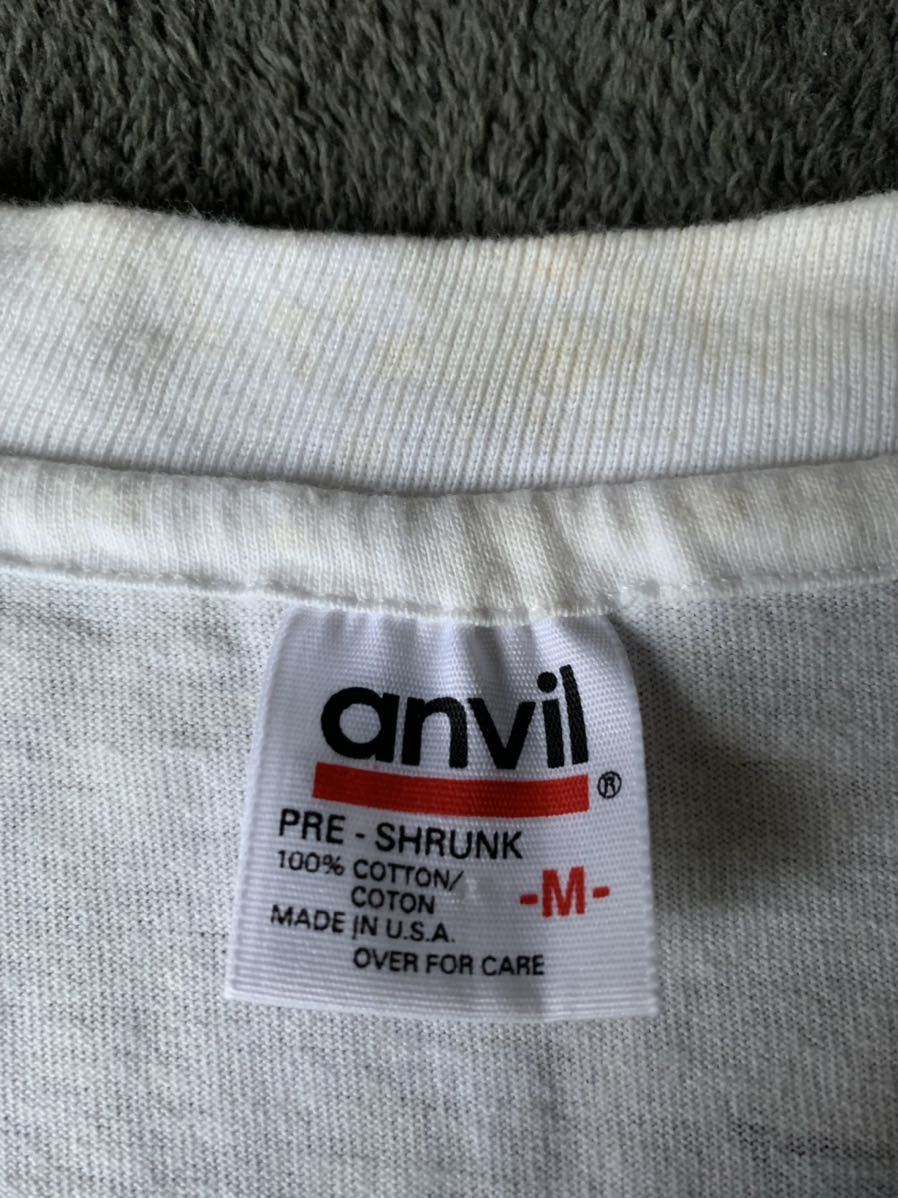 anvil ®
PRE - SHRUNK
100% COTTON/
COTON
-M-
MADE IN U.S.A.
OVER FOR CARE